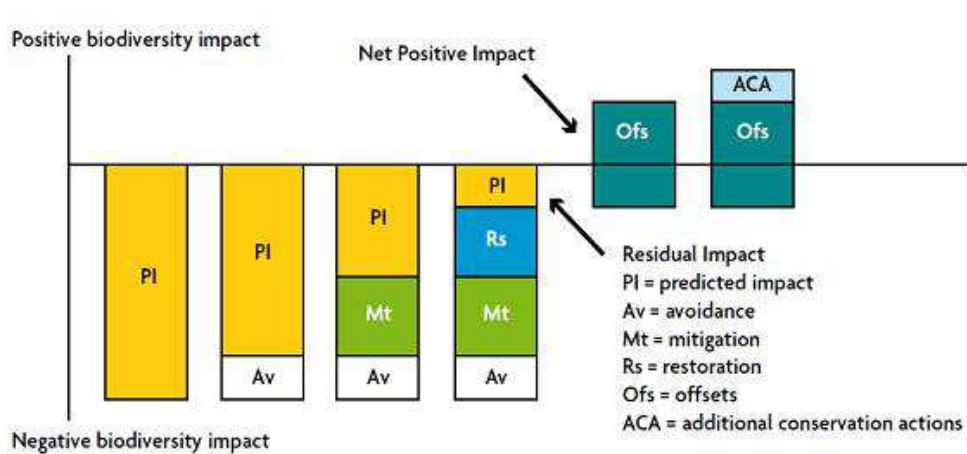 Positive biodiversity impact
Net Positive Impact
ACA
Ofs
Ofs
PI
PI
PI
PI
Rs
Mt
Mt
Av
Av
Av
Residual Impact
PI = predicted impact
Av = avoidance
Mt = mitigation
Rs = restoration
Ofs = offsets
ACA = additional conservation actions
Negative biodiversity impact